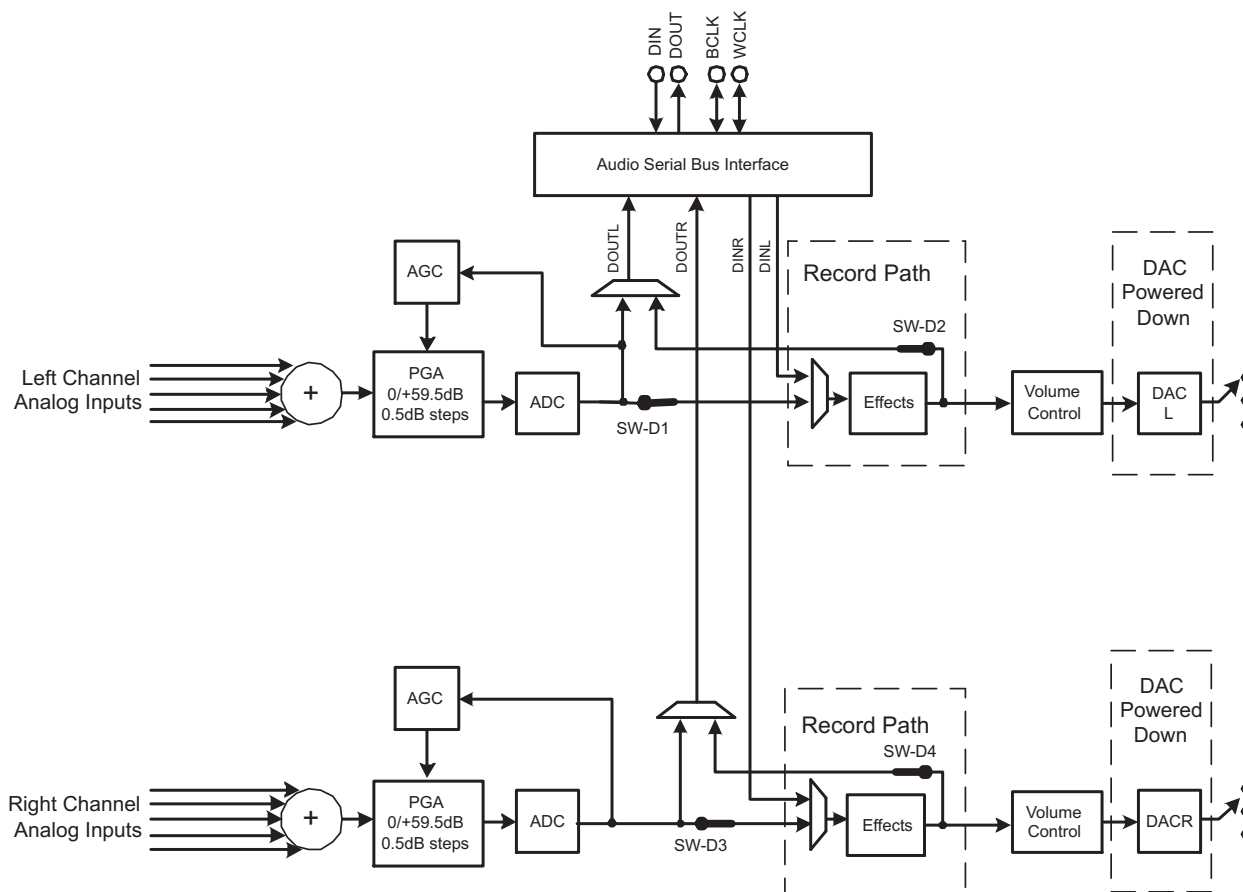 DIN
DOUT
BCLK
WCLK
Audio Serial Bus Interface
DOUTL
DOUTR
DINR
DINL
Record Path
DAC
Powered
Down
AGC
SW-D2
Left Channel
Analog Inputs
+
PGA
0/+59.5dB
0.5dB steps
ADC
SW-D1
Effects
Volume
Control
DAC
L
Record Path
DAC
Powered
Down
AGC
SW-D4
Right Channel
Analog Inputs
+
PGA
0/+59.5dB
0.5dB steps
ADC
SW-D3
Effects
Volume
Control
DACR